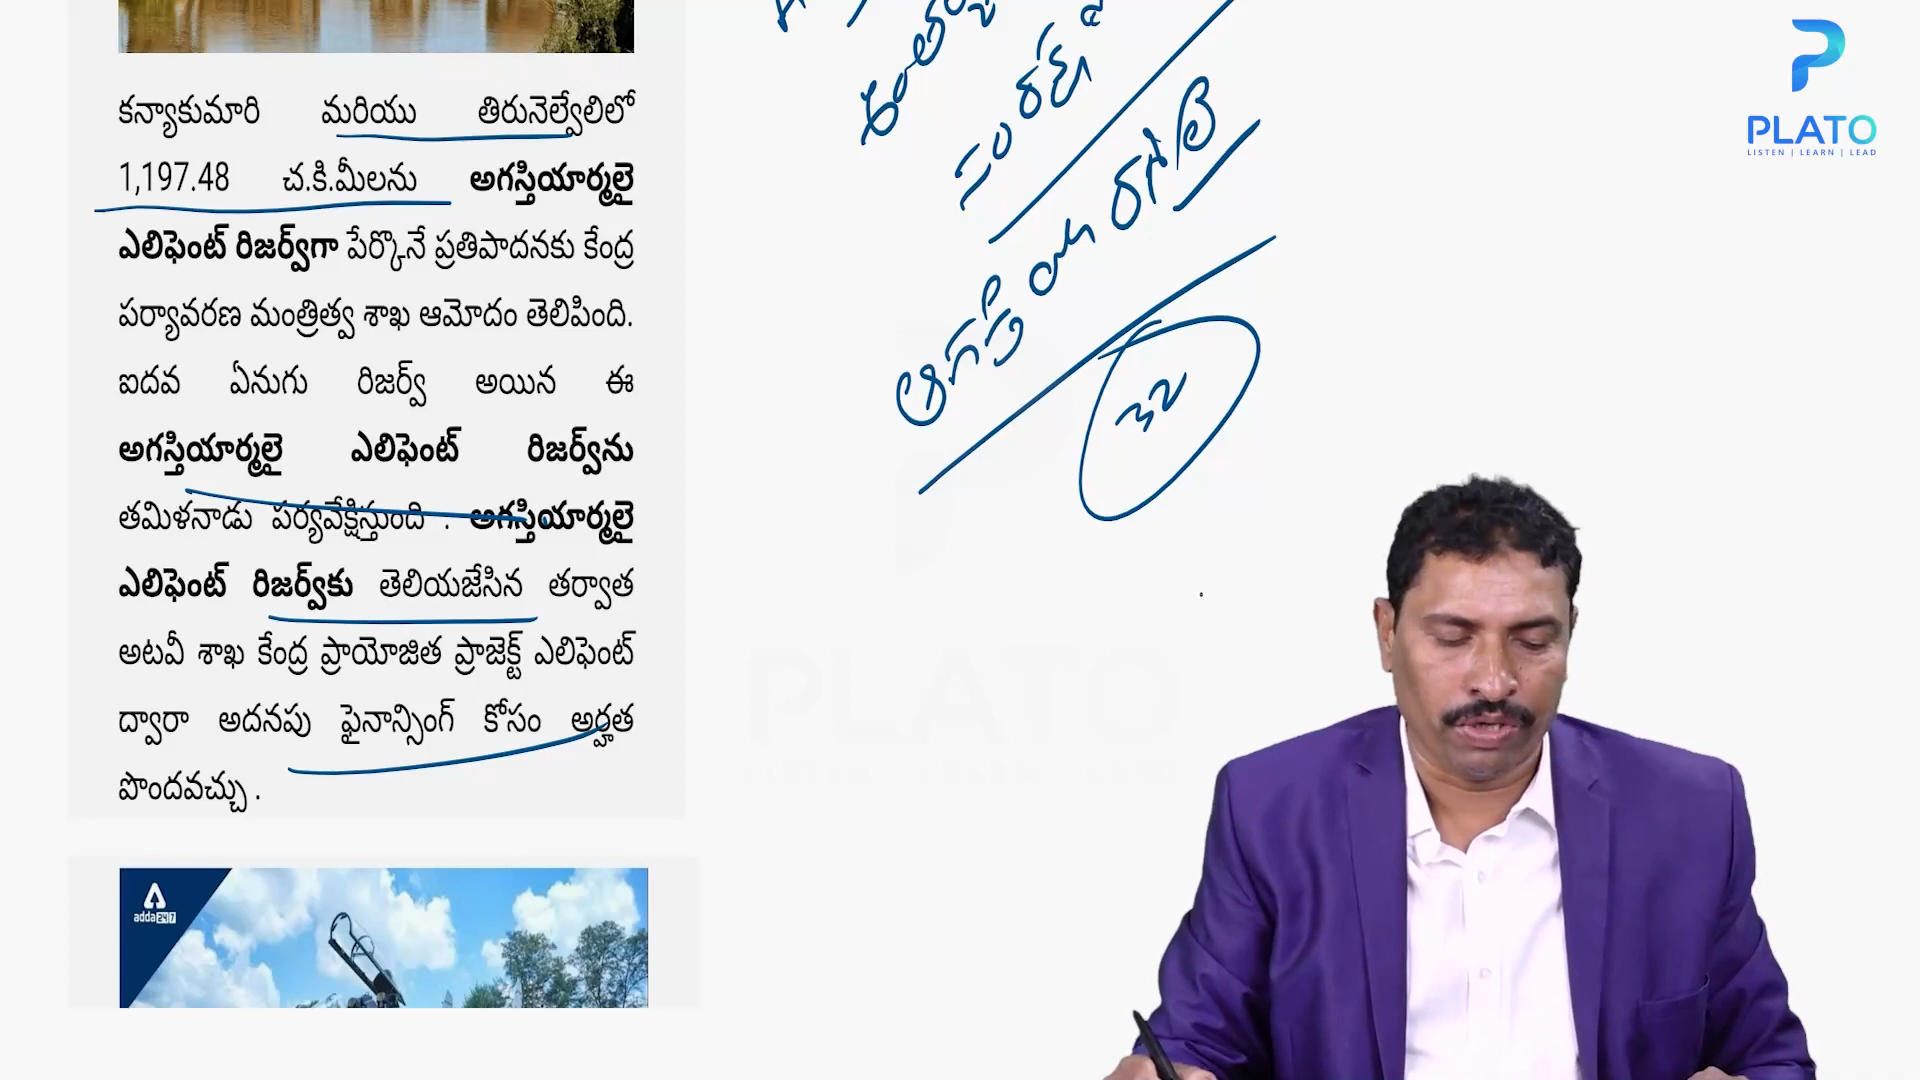 కన్యాకుమారి మరియు తిరునెల్వేలిలో
1,197.48 చ.కి.మీలను అగస్తియార్మలై
ఎలిఫెంట్ రిజర్వ్‌గా పేర్కొనే ప్రతిపాదనకు కేంద్ర
పర్యావరణ మంత్రిత్వ శాఖ ఆమోదం తెలిపింది.
ఐదవ ఏనుగు రిజర్వ్ అయిన ఈ
అగస్తియార్మలై ఎలిఫెంట్ రిజర్వ్‌ను
తమిళనాడు పర్యవేక్షిస్తుంది . అగస్తియార్మలై
ఎలిఫెంట్ రిజర్వ్‌కు తెలియజేసిన తర్వాత
అటవీ శాఖ కేంద్ర ప్రాయోజిత ప్రాజెక్ట్ ఎలిఫెంట్
ద్వారా అదనపు ఫైనాన్సింగ్ కోసం అర్హత
పొందవచ్చు .
adda247
32
PLATO
LISTEN | LEARN | LEAD
PLATO